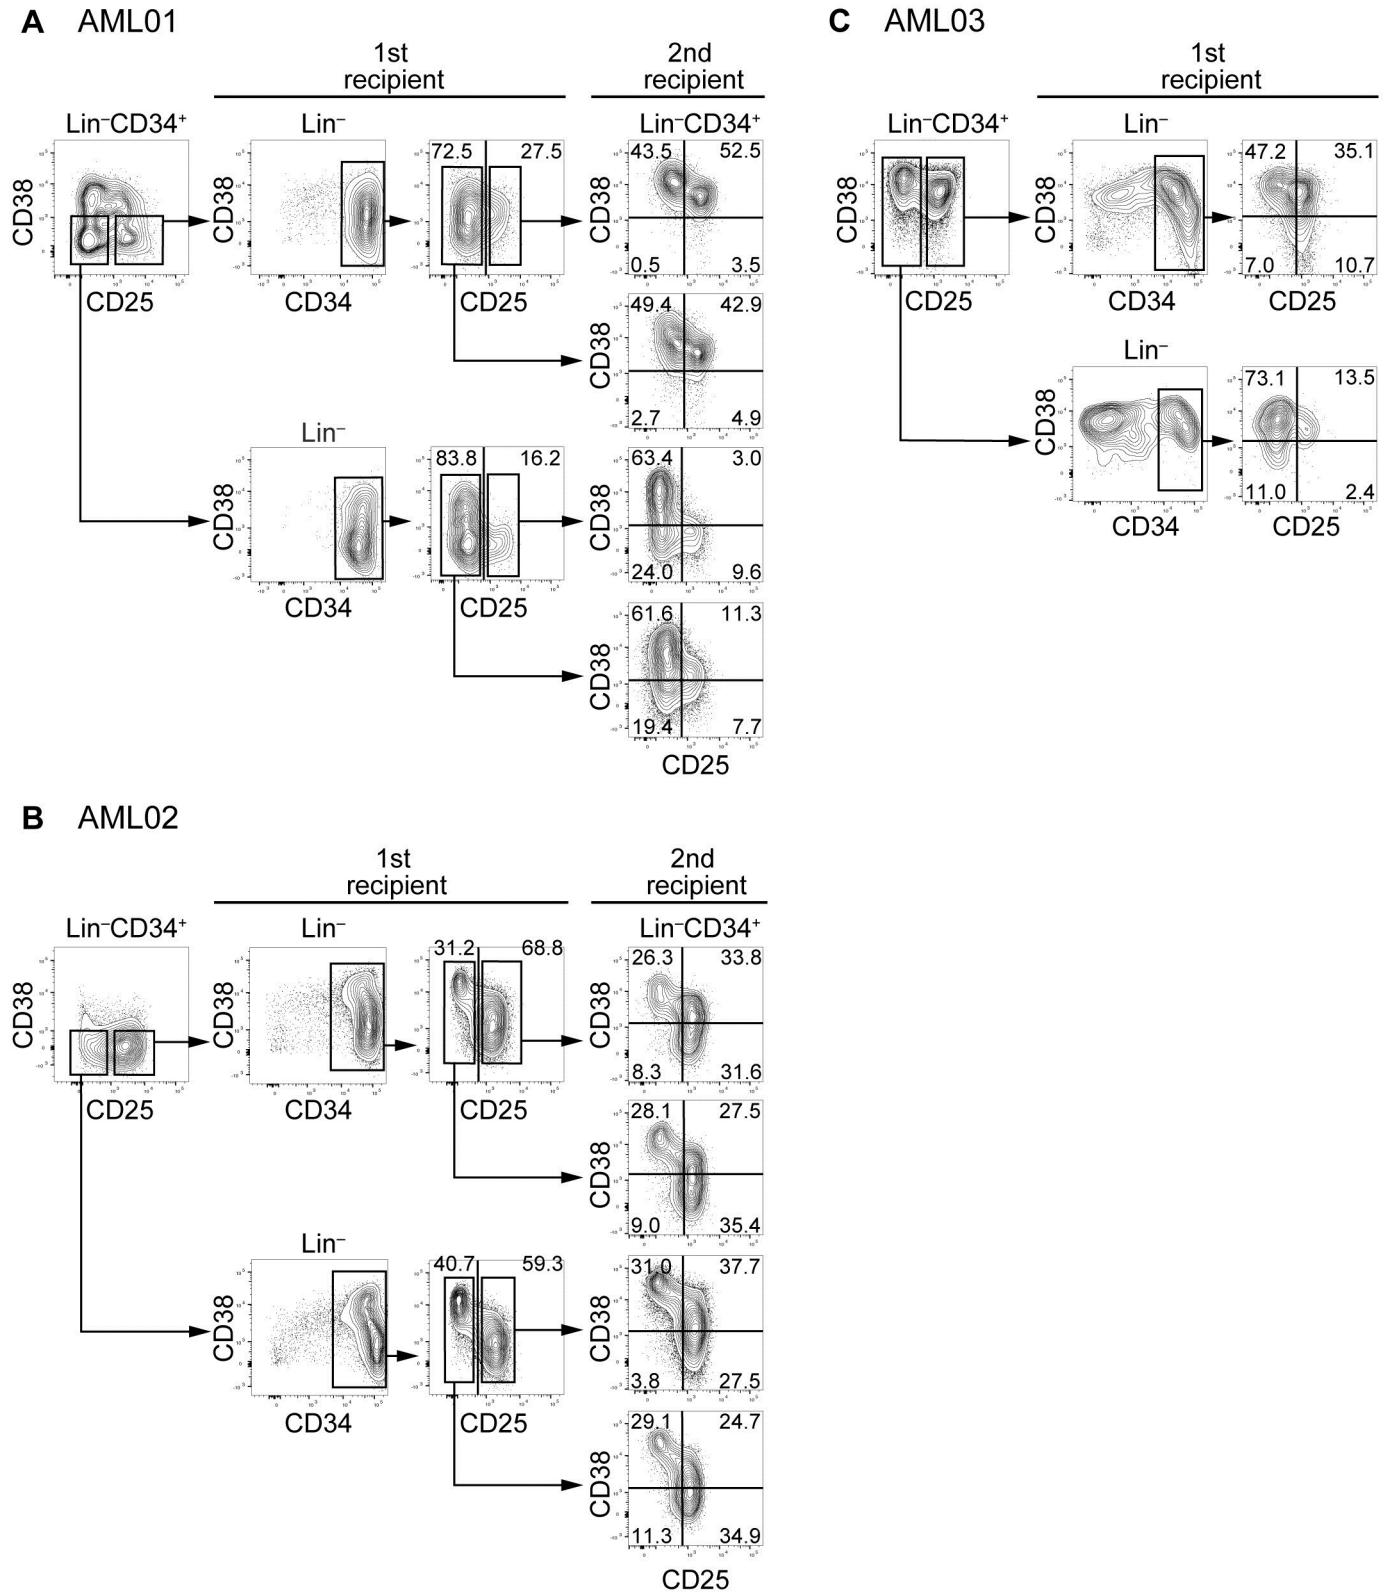 A AML01
1st
recipient
2nd
recipient
Lin–CD34+
Lin–
Lin–CD34+
CD38
CD25
CD38
CD34
CD38
72.5 27.5
CD25
CD38
43.5 52.5
0.5 3.5
CD38
49.4 42.9
2.7 4.9
Lin–
CD38
CD34
CD38
83.8 16.2
CD25
CD38
63.4 3.0
24.0 9.6
CD38
61.6 11.3
19.4 7.7
CD25
B AML02
1st
recipient
2nd
recipient
Lin–CD34+
Lin–
Lin–CD34+
CD38
CD25
CD38
CD34
CD38
31.2 68.8
CD25
CD38
26.3 33.8
8.3 31.6
CD38
28.1 27.5
9.0 35.4
Lin–
CD38
CD34
CD38
40.7 59.3
CD25
CD38
31.0 37.7
3.8 27.5
CD38
29.1 24.7
11.3 34.9
CD25
C AML03
1st
recipient
Lin–CD34+
Lin–
CD38
CD25
CD38
CD34
CD38
47.2 35.1
7.0 10.7
CD25
Lin–
CD38
CD34
CD38
73.1 13.5
11.0 2.4
CD25